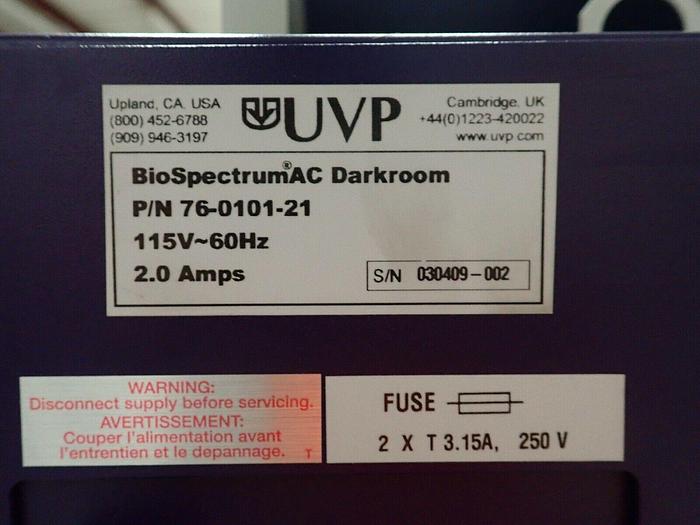 Upland, CA. USA
(800) 452-6788
(909) 946-3197
UVP
Cambridge, UK
+44(0)1223-420022
www.uvp.com
BioSpectrum®AC Darkroom
P/N 76-0101-21
115V~60Hz
2.0 Amps
S/N 030409-002
WARNING:
Disconnect supply before servicing.
AVERTISSEMENT:
Couper l'alimentation avant
l'entretien et le depannage. T
FUSE
2 X T 3.15A, 250 V